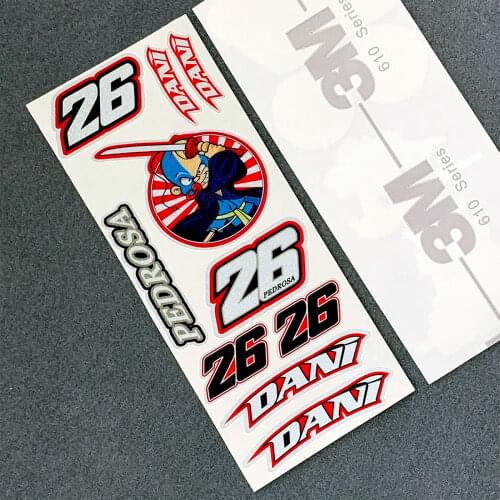 26
DANI
DANI
PEDROSA
26
PEDROSA
26 26
DANI
DANI
3M
610 Series
3M
610 Series